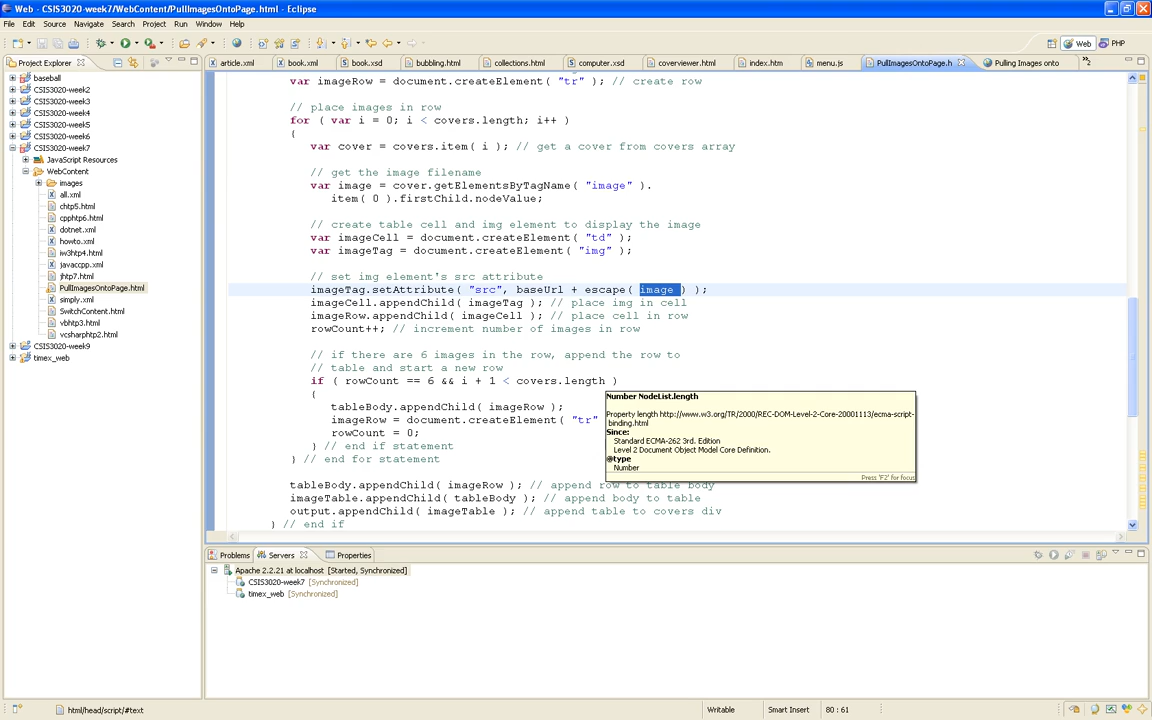 Web - CSIS3020-week7/WebContent/PullImagesOntoPage.html - Eclipse
File Edit Source Navigate Search Project Run Window Help
Web PHP
Project Explorer
article.xml book.xml book.xsd bubbling.html collections.html computer.xsd coverviewer.html index.htm menu.js PullImagesOntoPage.h Pulling Images onto »2
baseball
CSIS3020-week2
CSIS3020-week3
CSIS3020-week4
CSIS3020-week5
CSIS3020-week6
CSIS3020-week7
JavaScript Resources
WebContent
images
all.xml
chtp5.html
cpphtp6.html
dotnet.xml
howto.xml
iw3htp4.html
javaccpp.xml
jhtp7.html
PullImagesOntoPage.html
simply.xml
SwitchContent.html
vbhtp3.html
vcsharphtp2.html
CSIS3020-week9
timex_web
var imageRow = document.createElement( "tr" ); // create row
// place images in row
for ( var i = 0; i < covers.length; i++ )
{
var cover = covers.item( i ); // get a cover from covers array
// get the image filename
var image = cover.getElementsByTagName( "image" ).
item( 0 ).firstChild.nodeValue;
// create table cell and img element to display the image
var imageCell = document.createElement( "td" );
var imageTag = document.createElement( "img" );
// set img element's src attribute
imageTag.setAttribute( "src", baseUrl + escape( image ) );
imageCell.appendChild( imageTag ); // place img in cell
imageRow.appendChild( imageCell ); // place cell in row
rowCount++; // increment number of images in row
// if there are 6 images in the row, append the row to
// table and start a new row
if ( rowCount == 6 && i + 1 < covers.length )
{
tableBody.appendChild( imageRow );
imageRow = document.createElement( "tr"
rowCount = 0;
} // end if statement
} // end for statement
tableBody.appendChild( imageRow ); // append row to table body
imageTable.appendChild( tableBody ); // append body to table
output.appendChild( imageTable ); // append table to covers div
} // end if
Number NodeList.length
Property length http://www.w3.org/TR/2000/REC-DOM-Level-2-Core-20001113/ecma-script-
binding.html
Since:
Standard ECMA-262 3rd. Edition
Level 2 Document Object Model Core Definition.
@type
Number
Press 'F2' for focus
Problems Servers Properties
Apache 2.2.21 at localhost [Started, Synchronized]
CSIS3020-week7 [Synchronized]
timex_web [Synchronized]
html/head/script/#text Writable Smart Insert 80 : 61